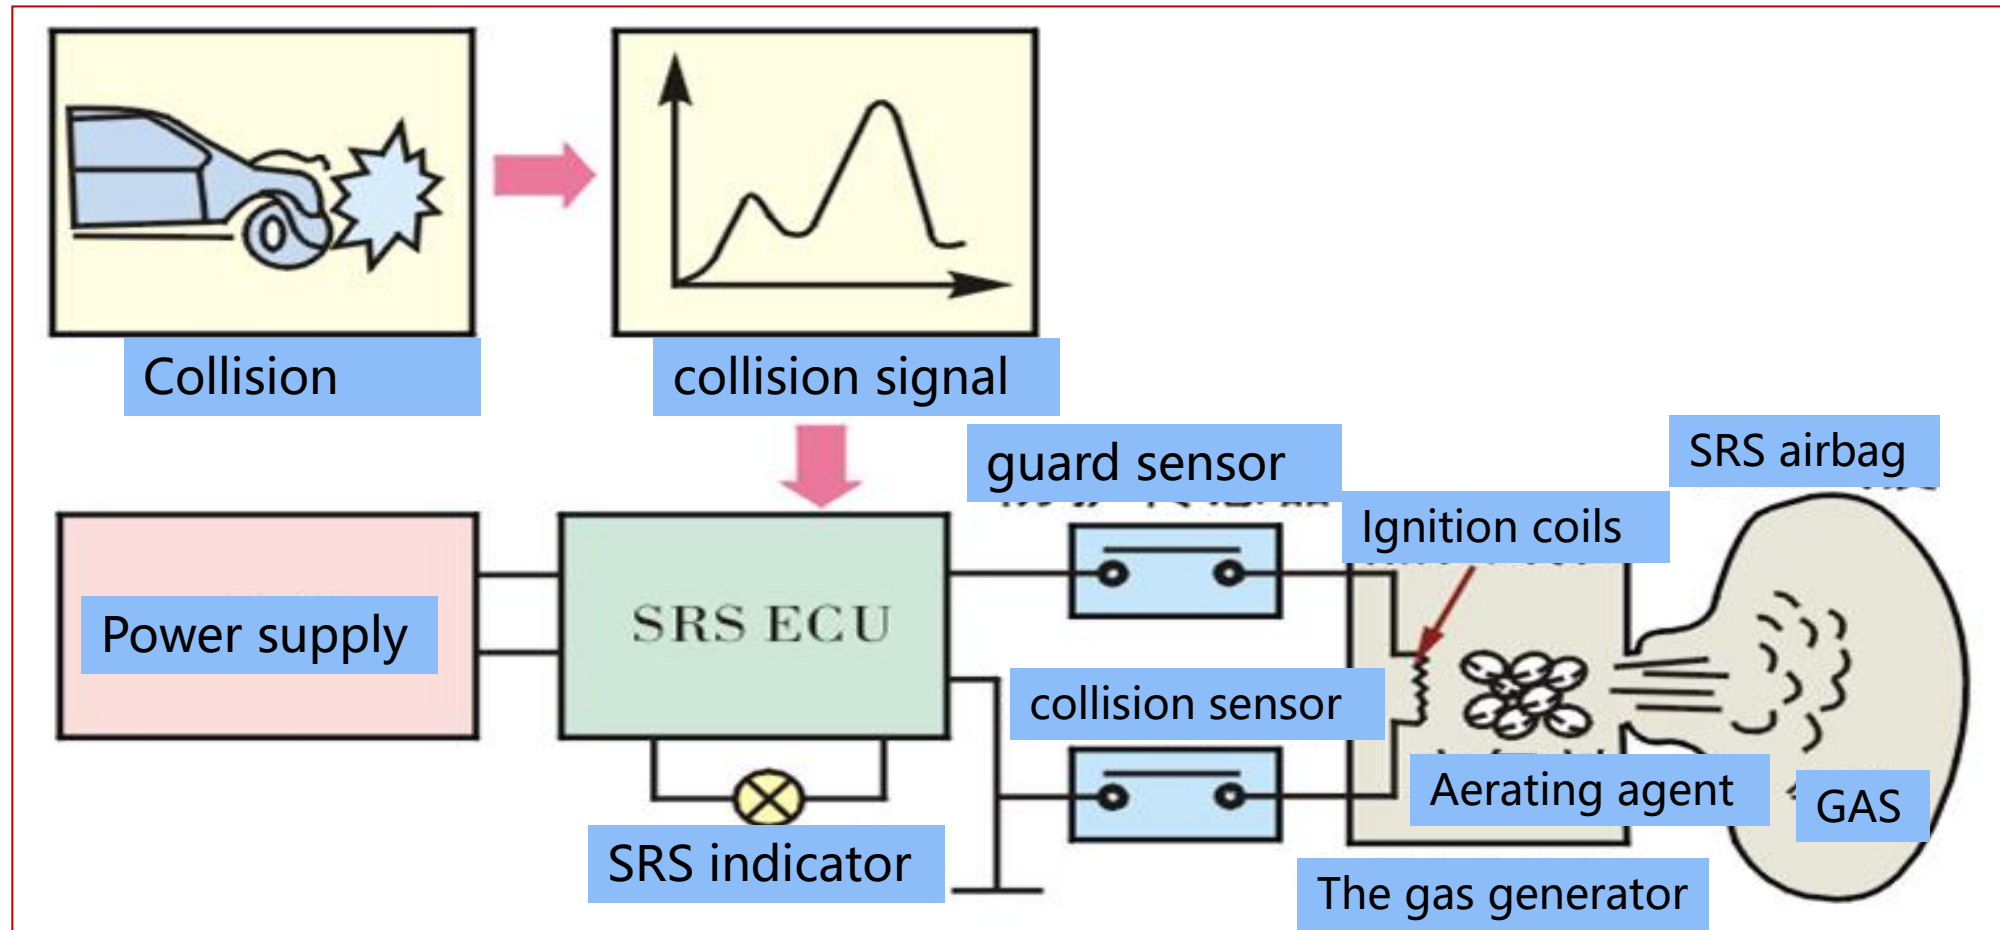 Collision
collision signal
guard sensor
SRS airbag
Ignition coils
Power supply
SRS ECU
collision sensor
Aerating agent
GAS
SRS indicator
The gas generator